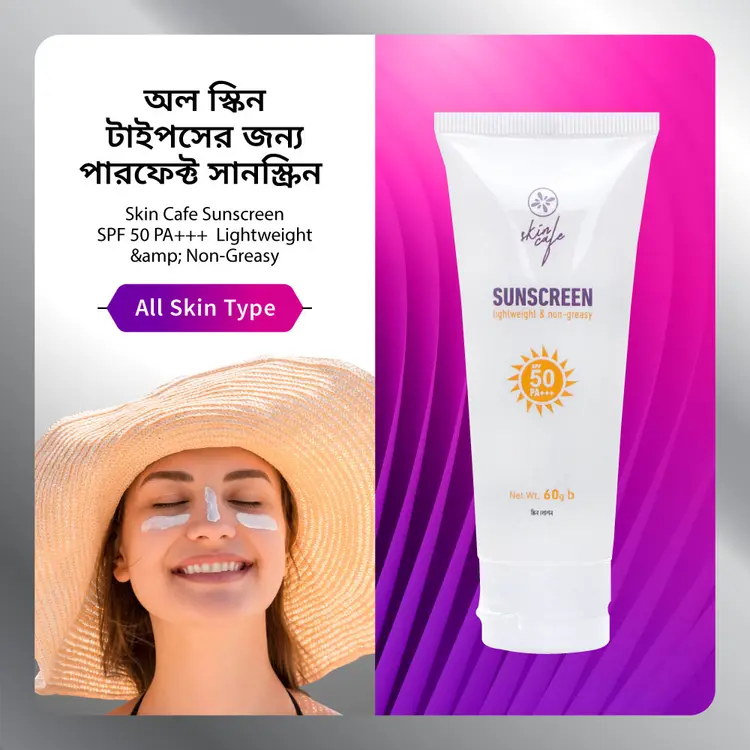 অল স্কিন
টাইপসের জন্য
পারফেক্ট সানস্ক্রিন
Skin Cafe Sunscreen
SPF 50 PA+++ Lightweight
&amp; Non-Greasy
All Skin Type
skin
cafe
SUNSCREEN
lightweight & non-greasy
SPF
50
PA+++
Net Wt. 60g b